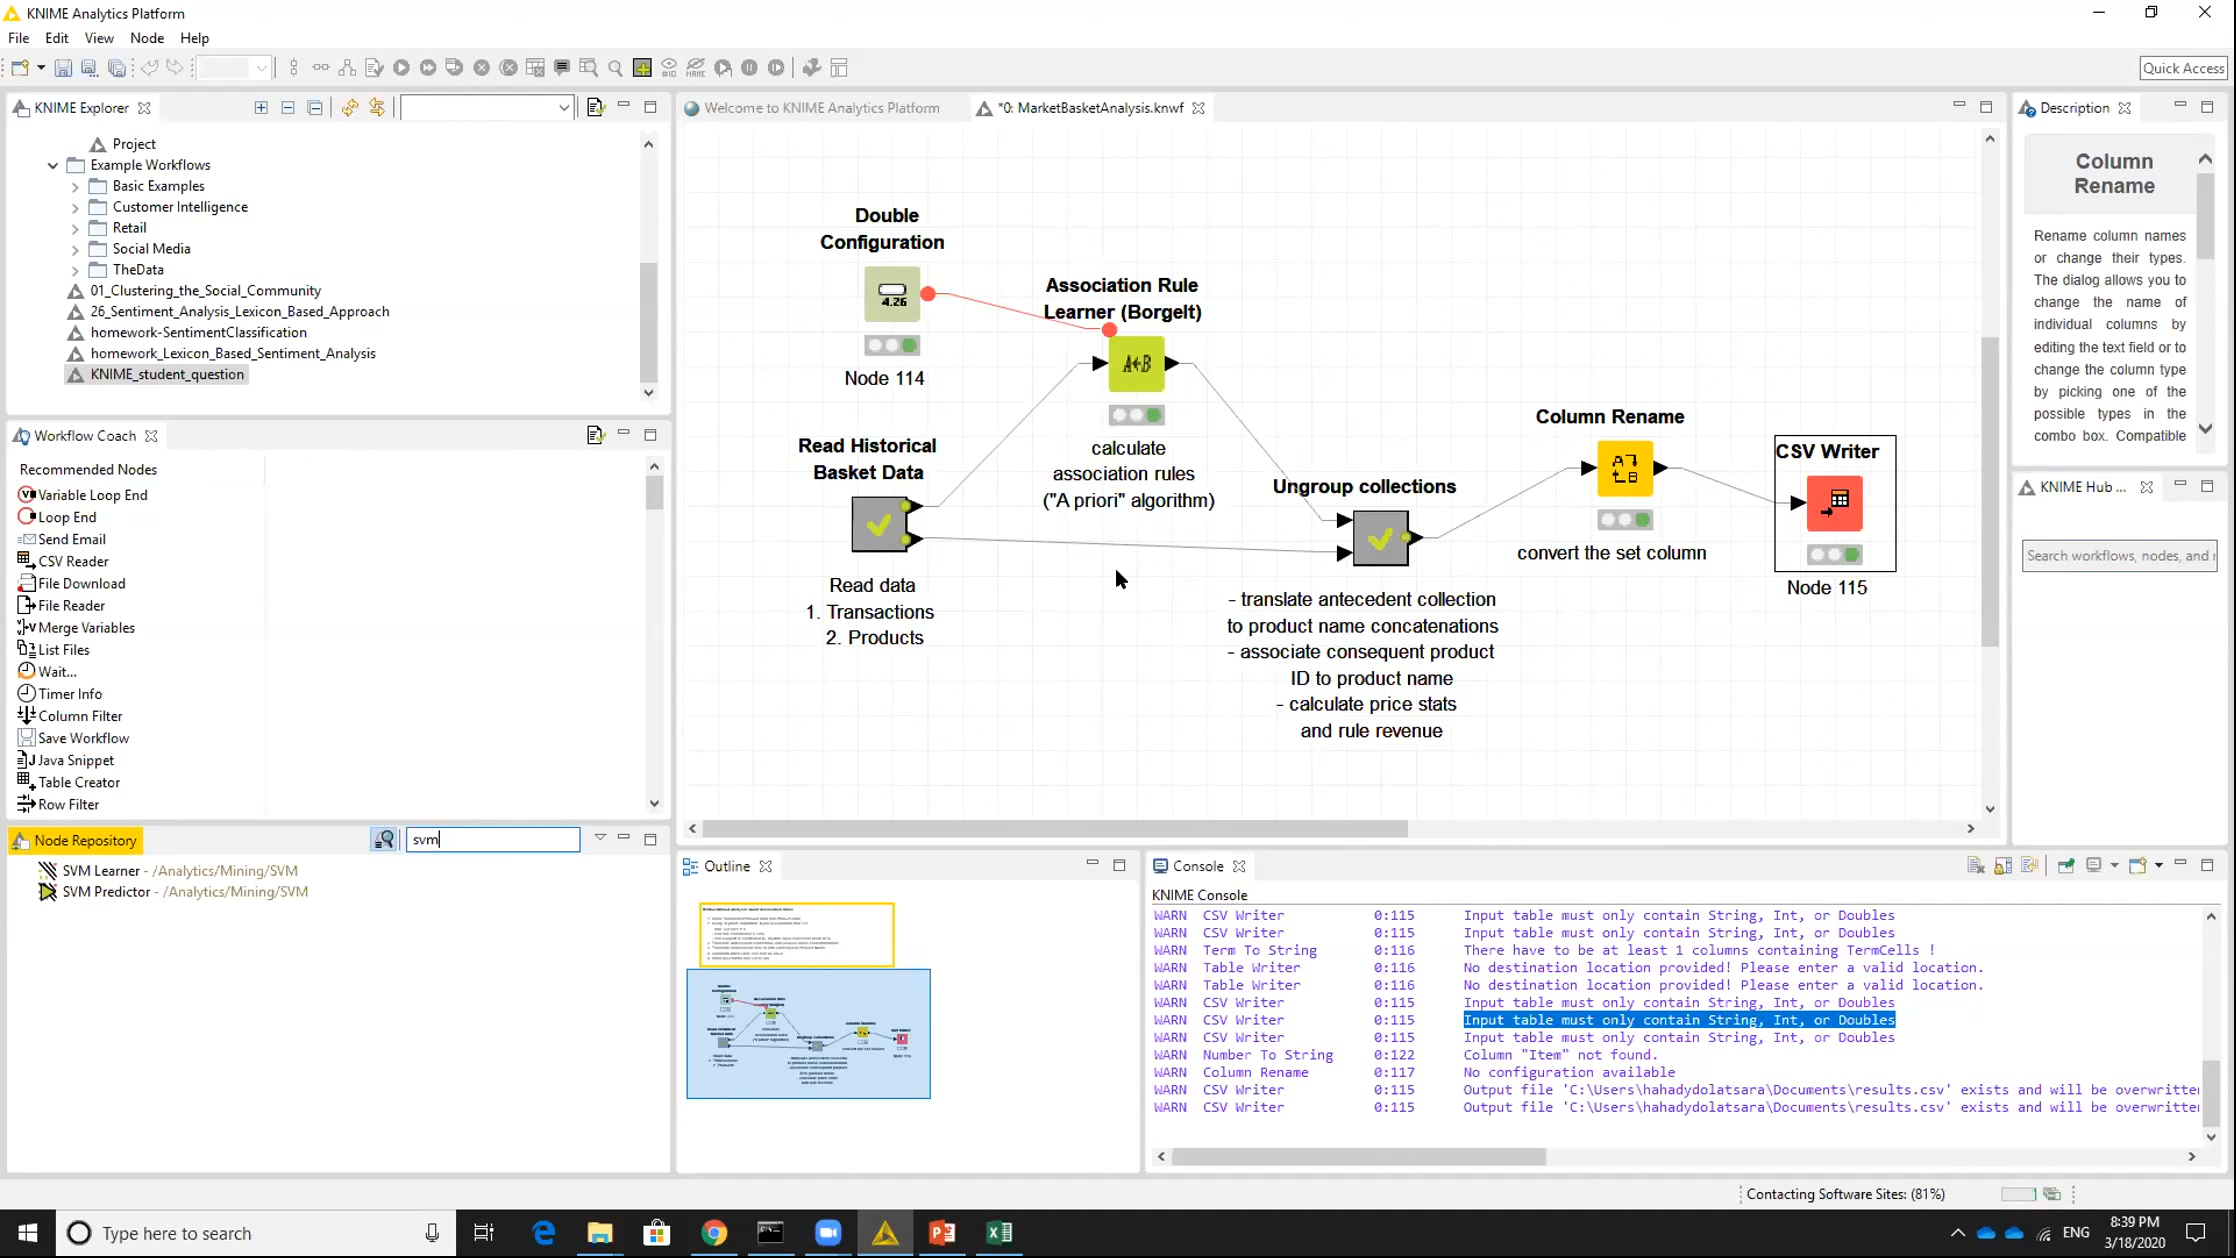 KNIME Analytics Platform
File Edit View Node Help
Quick Access
KNIME Explorer
Project
Example Workflows
Basic Examples
Customer Intelligence
Retail
Social Media
TheData
01_Clustering_the_Social_Community
26_Sentiment_Analysis_Lexicon_Based_Approach
homework-SentimentClassification
homework_Lexicon_Based_Sentiment_Analysis
KNIME_student_question
Workflow Coach
Recommended Nodes
Variable Loop End
Loop End
Send Email
CSV Reader
File Download
File Reader
Merge Variables
List Files
Wait...
Timer Info
Column Filter
Save Workflow
Java Snippet
Table Creator
Row Filter
Node Repository
svm
SVM Learner - /Analytics/Mining/SVM
SVM Predictor - /Analytics/Mining/SVM
Welcome to KNIME Analytics Platform
*0: MarketBasketAnalysis.knwf
Double
Configuration
4.26
Node 114
Association Rule
Learner (Borgelt)
calculate
association rules
("A priori" algorithm)
Read Historical
Basket Data
Read data
1. Transactions
2. Products
Ungroup collections
- translate antecedent collection
to product name concatenations
- associate consequent product
ID to product name
- calculate price stats
and rule revenue
Column Rename
convert the set column
CSV Writer
Node 115
Description
Column
Rename
Rename column names
or change their types.
The dialog allows you to
change the name of
individual columns by
editing the text field or to
change the column type
by picking one of the
possible types in the
combo box. Compatible
KNIME Hub ...
Search workflows, nodes, and
Outline
Console
KNIME Console
WARN CSV Writer 0:115 Input table must only contain String, Int, or Doubles
WARN CSV Writer 0:115 Input table must only contain String, Int, or Doubles
WARN Term To String 0:116 There have to be at least 1 columns containing TermCells !
WARN Table Writer 0:116 No destination location provided! Please enter a valid location.
WARN Table Writer 0:116 No destination location provided! Please enter a valid location.
WARN CSV Writer 0:115 Input table must only contain String, Int, or Doubles
WARN CSV Writer 0:115 Input table must only contain String, Int, or Doubles
WARN CSV Writer 0:115 Input table must only contain String, Int, or Doubles
WARN Number To String 0:122 Column "Item" not found.
WARN Column Rename 0:117 No configuration available
WARN CSV Writer 0:115 Output file 'C:\Users\hahadydolatsara\Documents\results.csv' exists and will be overwritte
WARN CSV Writer 0:115 Output file 'C:\Users\hahadydolatsara\Documents\results.csv' exists and will be overwritte
Contacting Software Sites: (81%)
Type here to search
ENG
8:39 PM
3/18/2020